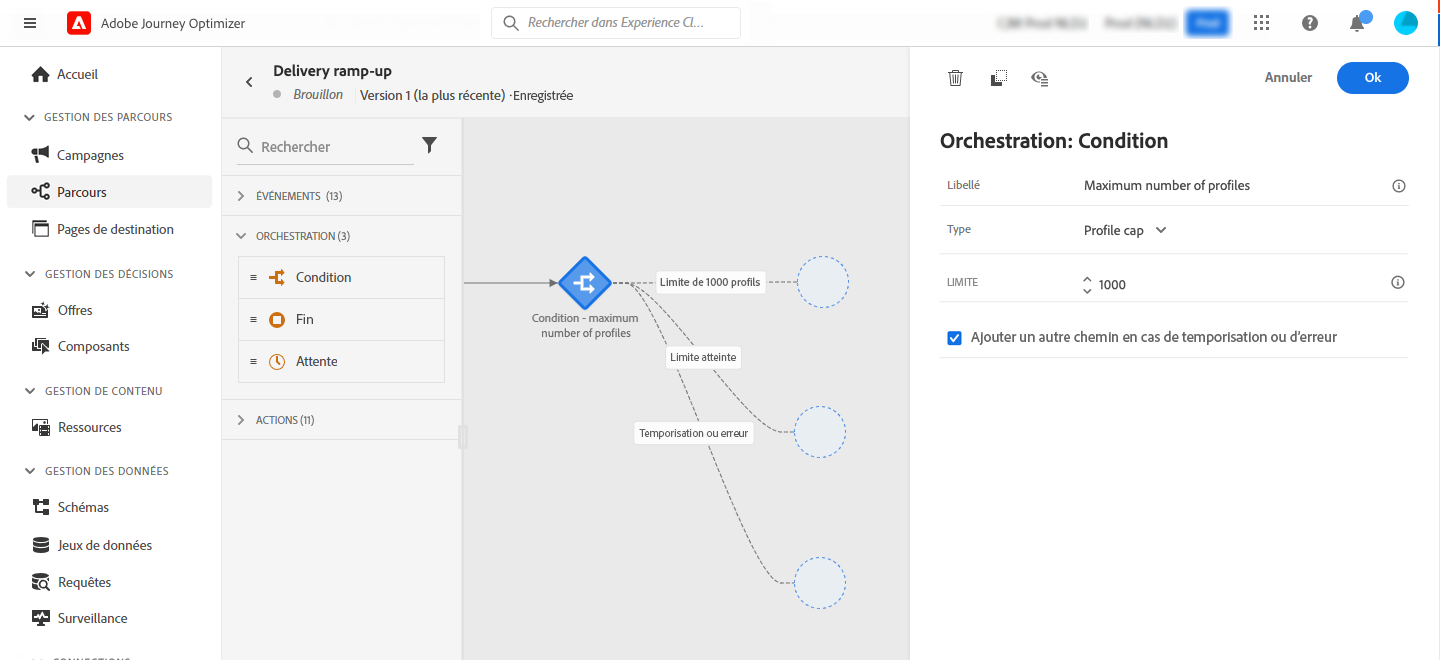 Adobe Journey Optimizer
Rechercher dans Experience Cl...
Accueil
GESTION DES PARCOURS
Campagnes
Parcours
Pages de destination
GESTION DES DÉCISIONS
Offres
Composants
GESTION DE CONTENU
Ressources
GESTION DES DONNÉES
Schémas
Jeux de données
Requêtes
Surveillance
Delivery ramp-up
Brouillon Version 1 (la plus récente) ·Enregistrée
Rechercher
ÉVÉNEMENTS (13)
ORCHESTRATION (3)
Condition
Fin
Attente
ACTIONS (11)
Condition - maximum
number of profiles
Limite de 1000 profils
Limite atteinte
Temporisation ou erreur
Annuler Ok
Orchestration: Condition
Libellé Maximum number of profiles
Type Profile cap
LIMITE 1000
Ajouter un autre chemin en cas de temporisation ou d'erreur